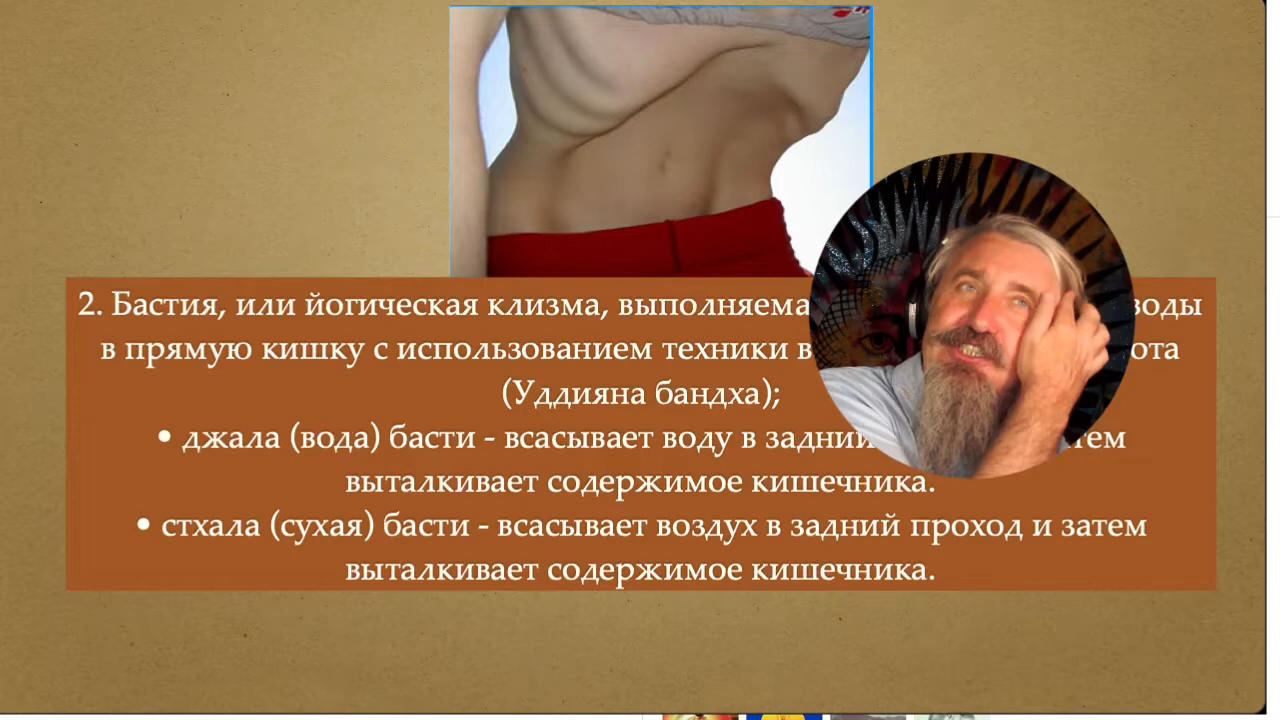 2. Бастия, или йогическая клизма, выполняема воды
в прямую кишку с использованием техники в ота
(Уддияна бандха);
• джала (вода) басти - всасывает воду в задний тем
выталкивает содержимое кишечника.
• стхала (сухая) басти - всасывает воздух в задний проход и затем
выталкивает содержимое кишечника.